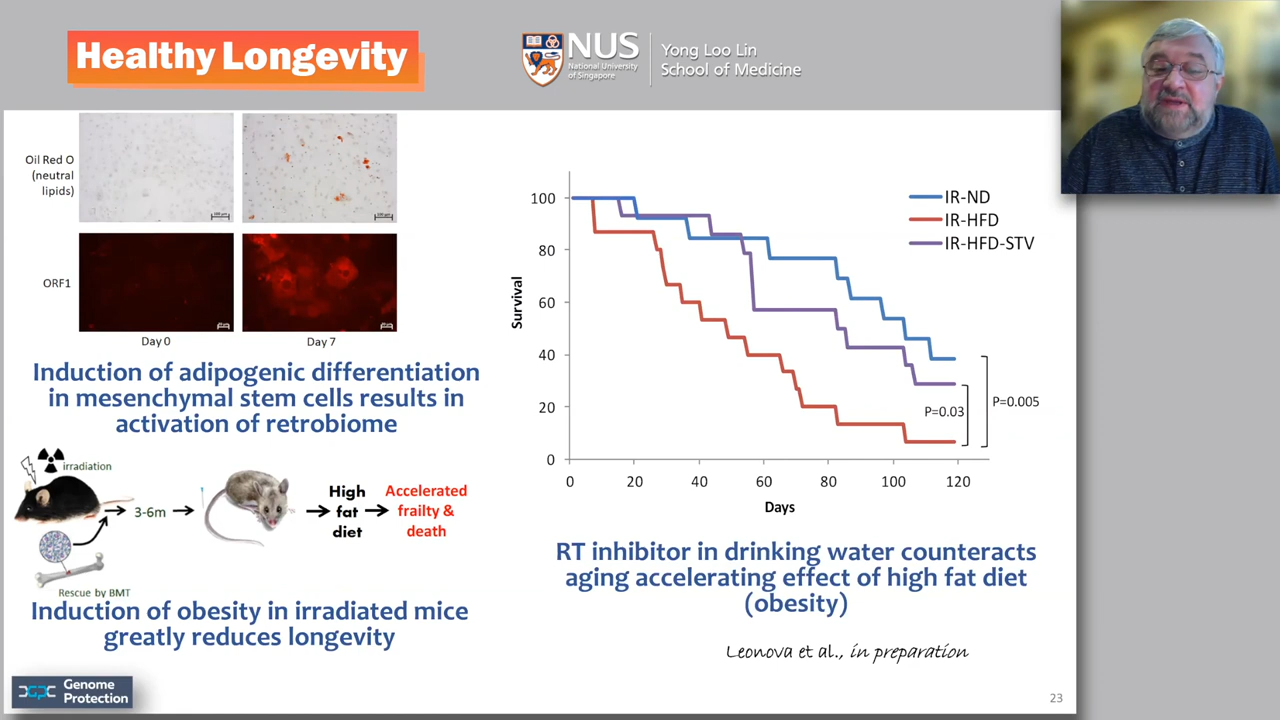 Healthy Longevity
NUS
National University
of Singapore
Yong Loo Lin
School of Medicine
Oil Red O
(neutral
lipids)
ORF1
Day 0
Day 7
Induction of adipogenic differentiation
in mesenchymal stem cells results in
activation of retrobiome
irradiation
3-6m
High
fat
diet
Accelerated
frailty &
death
Rescue by BMT
Induction of obesity in irradiated mice
greatly reduces longevity
Genome
Protection
IR-ND
IR-HFD
IR-HFD-STV
Survival
100
80
60
40
20
0
0 20 40 60 80 100 120
Days
P=0.03
P=0.005
RT inhibitor in drinking water counteracts
aging accelerating effect of high fat diet
(obesity)
Leonova et al., in preparation
23